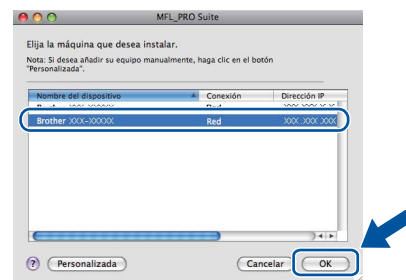 MFL_PRO Suite
Elija la máquina que desea instalar.
Nota: Si desea añadir su equipo manualmente, haga clic en el botón
"Personalizada".
Nombre del dispositivo Conexión Dirección IP
Brother XXX-XXXXX Red XXX.XXX.XXX
? Personalizada Cancelar OK